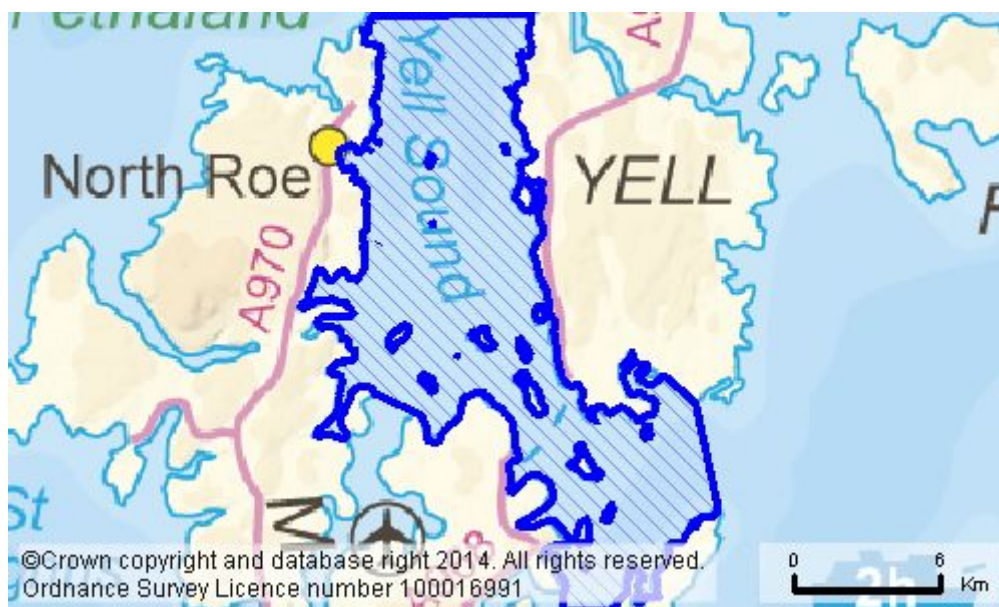 Yell Sound
North Roe
YELL
A970
St
M
©Crown copyright and database right 2014. All rights reserved.
Ordnance Survey Licence number 100016991
0 6
Km